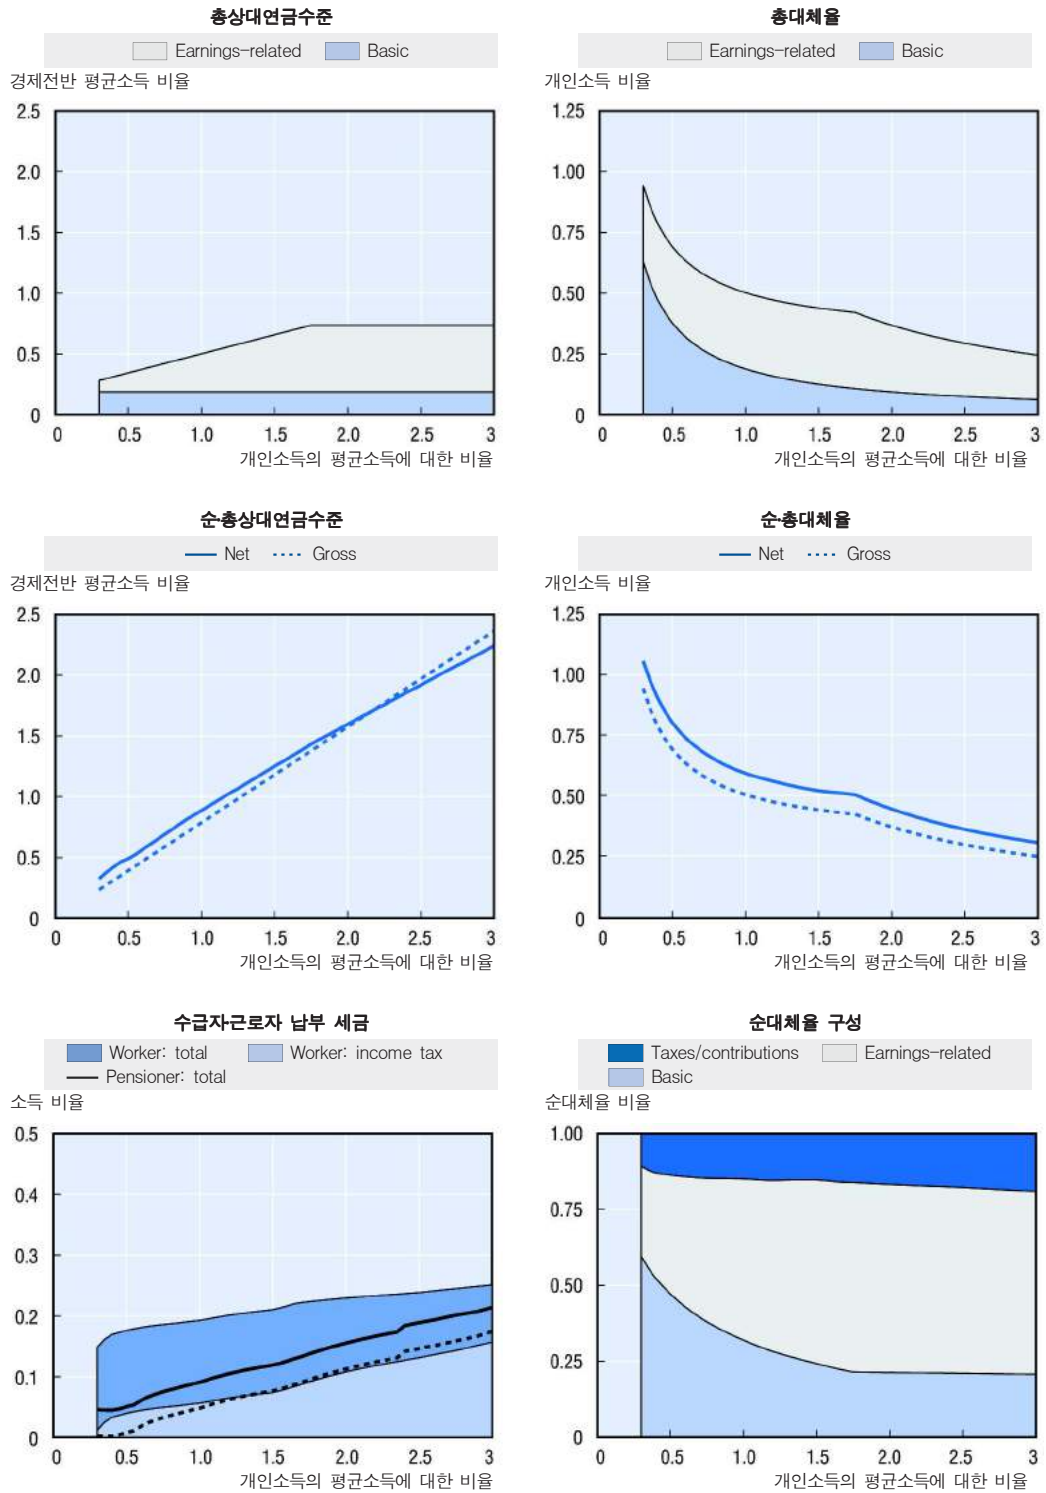 총상대연금수준
Earnings-related Basic
경제전반 평균소득 비율
2.5
2.0
1.5
1.0
0.5
0
0 0.5 1.0 1.5 2.0 2.5 3
개인소득의 평균소득에 대한 비율
총대체율
Earnings-related Basic
개인소득 비율
1.25
1.00
0.75
0.50
0.25
0
0 0.5 1.0 1.5 2.0 2.5 3
개인소득의 평균소득에 대한 비율
순·총상대연금수준
Net Gross
경제전반 평균소득 비율
2.5
2.0
1.5
1.0
0.5
0
0 0.5 1.0 1.5 2.0 2.5 3
개인소득의 평균소득에 대한 비율
순·총대체율
Net Gross
개인소득 비율
1.25
1.00
0.75
0.50
0.25
0
0 0.5 1.0 1.5 2.0 2.5 3
개인소득의 평균소득에 대한 비율
수급자·근로자 납부 세금
Worker: total Worker: income tax
Pensioner: total
소득 비율
0.5
0.4
0.3
0.2
0.1
0
0 0.5 1.0 1.5 2.0 2.5 3
개인소득의 평균소득에 대한 비율
순대체율 구성
Taxes/contributions Earnings-related
Basic
순대체율 비율
1.00
0.75
0.50
0.25
0
0 0.5 1.0 1.5 2.0 2.5 3
개인소득의 평균소득에 대한 비율